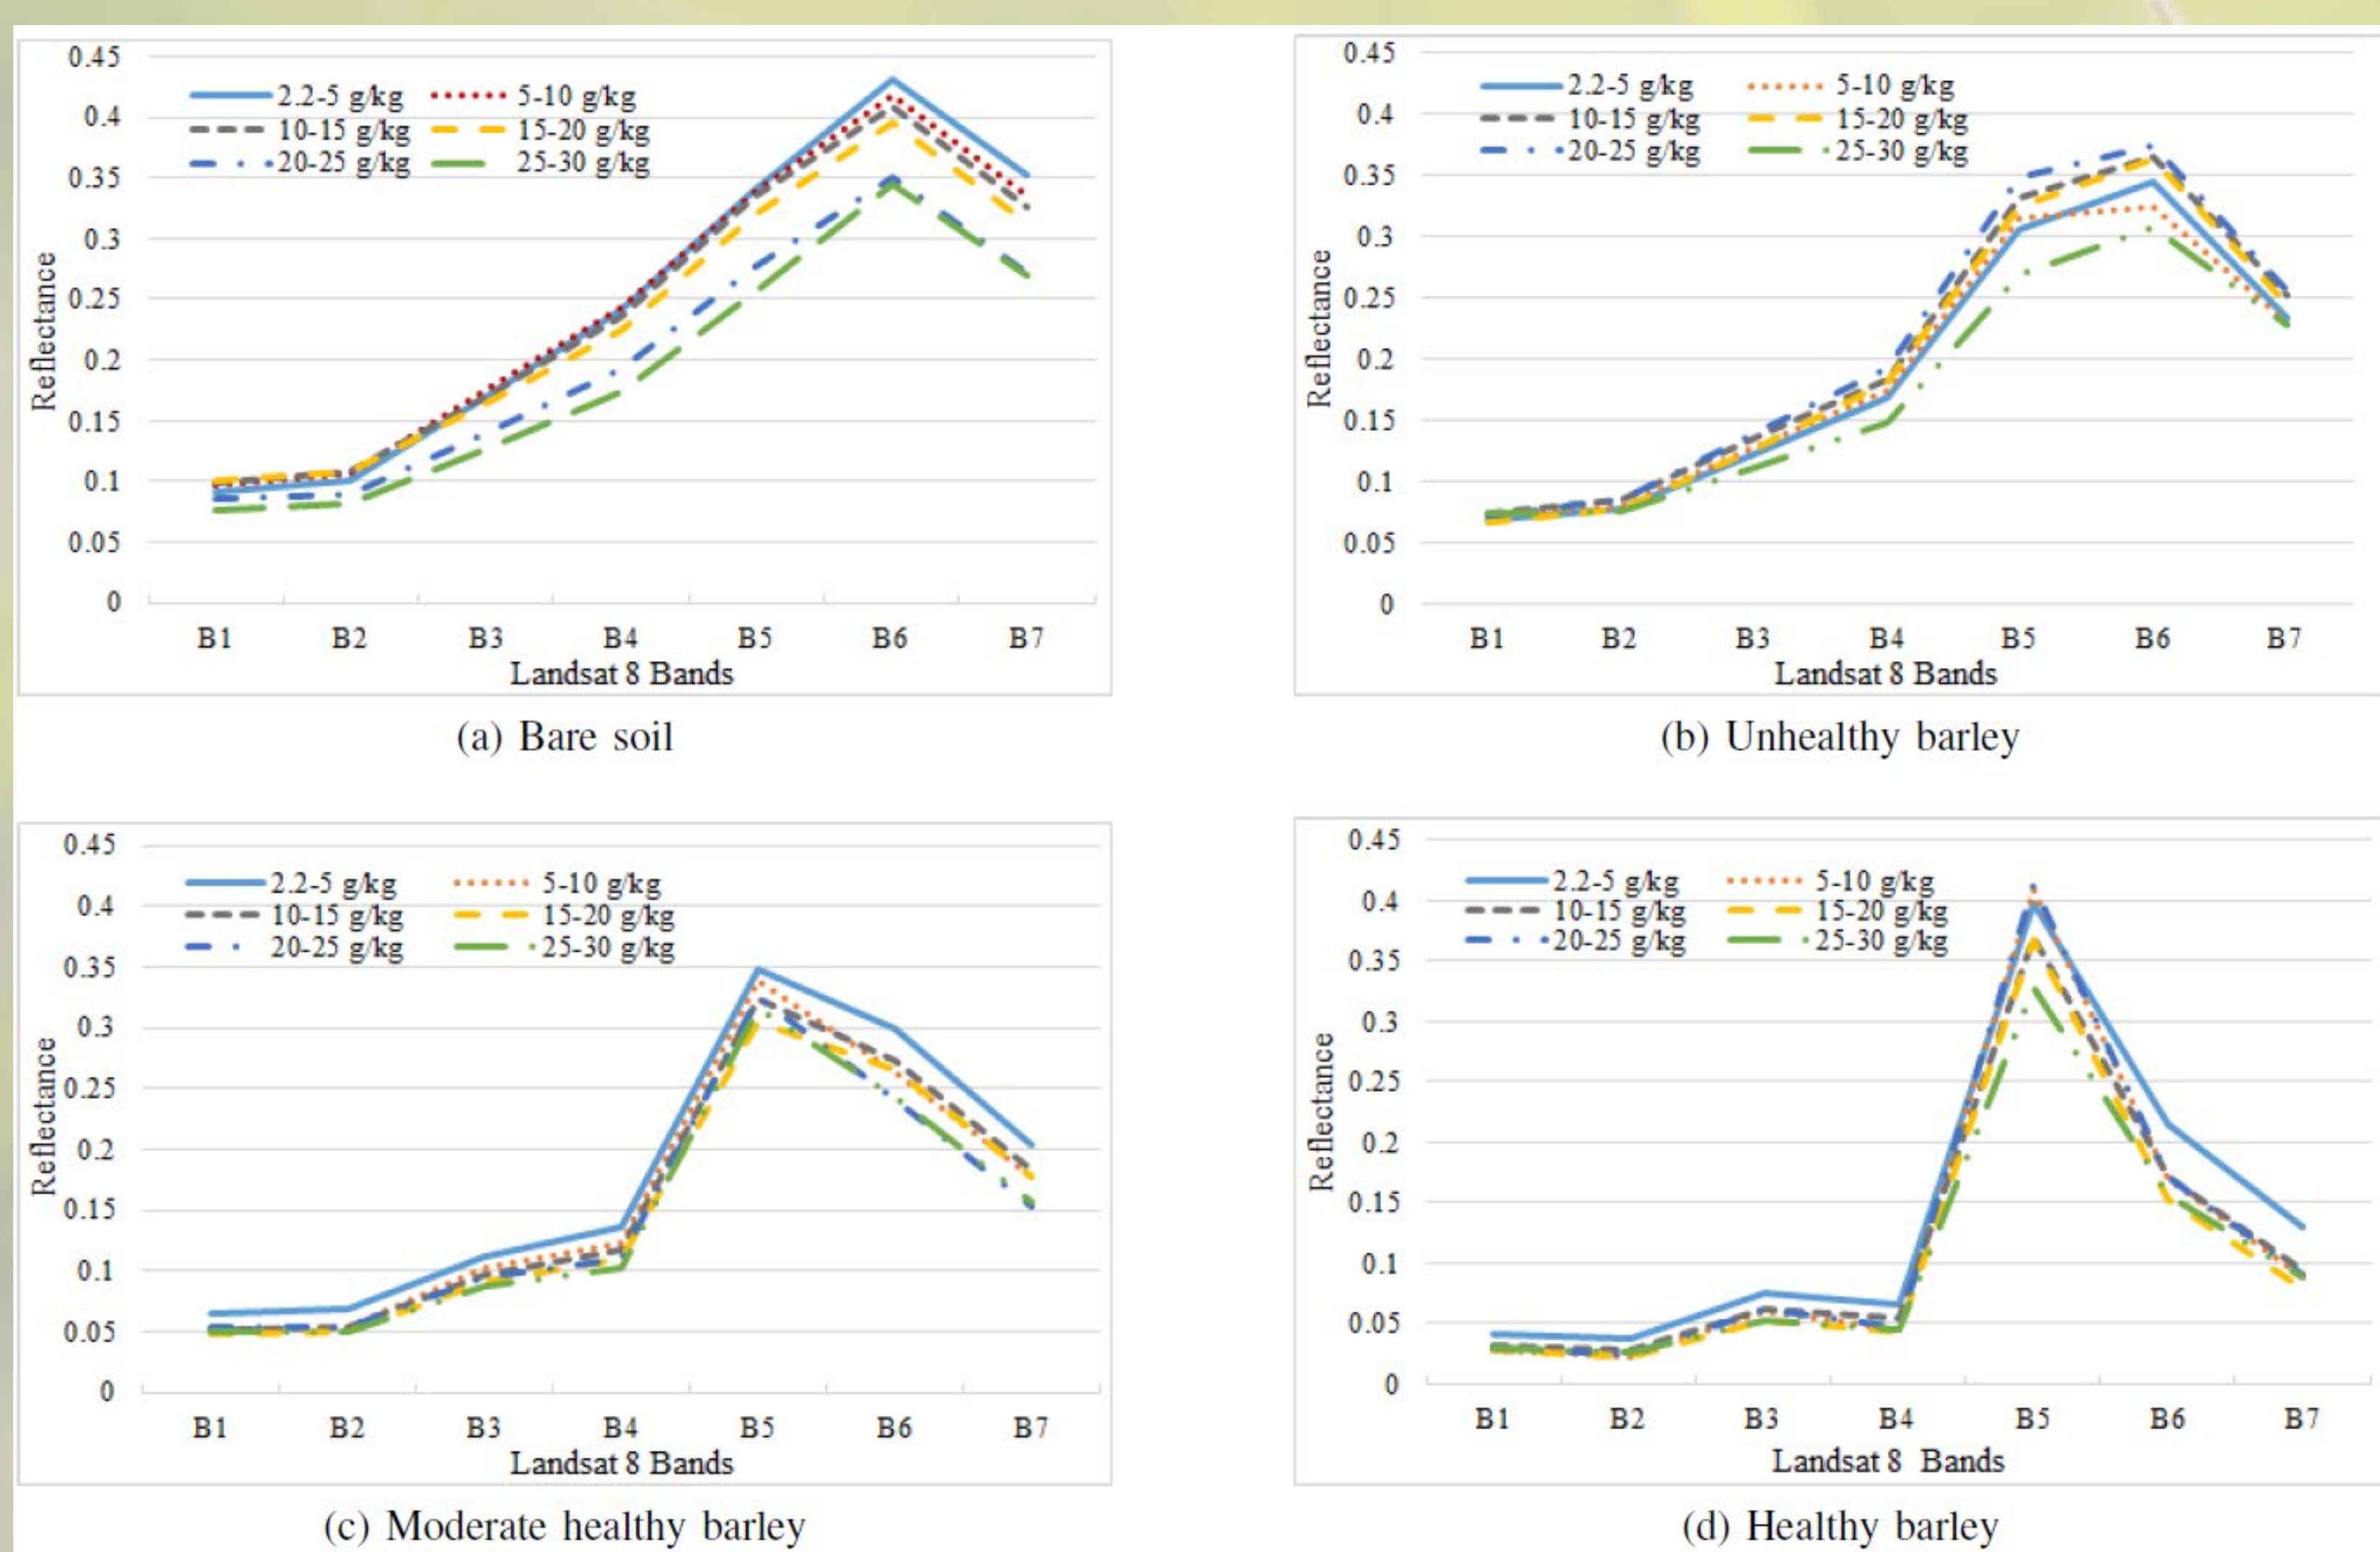 0.45
0.4
0.35
0.3
0.25
0.2
0.15
0.1
0.05
0
Reflectance
2.2-5 g/kg 5-10 g/kg
10-15 g/kg 15-20 g/kg
20-25 g/kg 25-30 g/kg
B1 B2 B3 B4 B5 B6 B7
Landsat 8 Bands
(a) Bare soil
0.45
0.4
0.35
0.3
0.25
0.2
0.15
0.1
0.05
0
Reflectance
2.2-5 g/kg 5-10 g/kg
10-15 g/kg 15-20 g/kg
20-25 g/kg 25-30 g/kg
B1 B2 B3 B4 B5 B6 B7
Landsat 8 Bands
(b) Unhealthy barley
0.45
0.4
0.35
0.3
0.25
0.2
0.15
0.1
0.05
0
Reflectance
2.2-5 g/kg 5-10 g/kg
10-15 g/kg 15-20 g/kg
20-25 g/kg 25-30 g/kg
B1 B2 B3 B4 B5 B6 B7
Landsat 8 Bands
(c) Moderate healthy barley
0.45
0.4
0.35
0.3
0.25
0.2
0.15
0.1
0.05
0
Reflectance
2.2-5 g/kg 5-10 g/kg
10-15 g/kg 15-20 g/kg
20-25 g/kg 25-30 g/kg
B1 B2 B3 B4 B5 B6 B7
Landsat 8 Bands
(d) Healthy barley